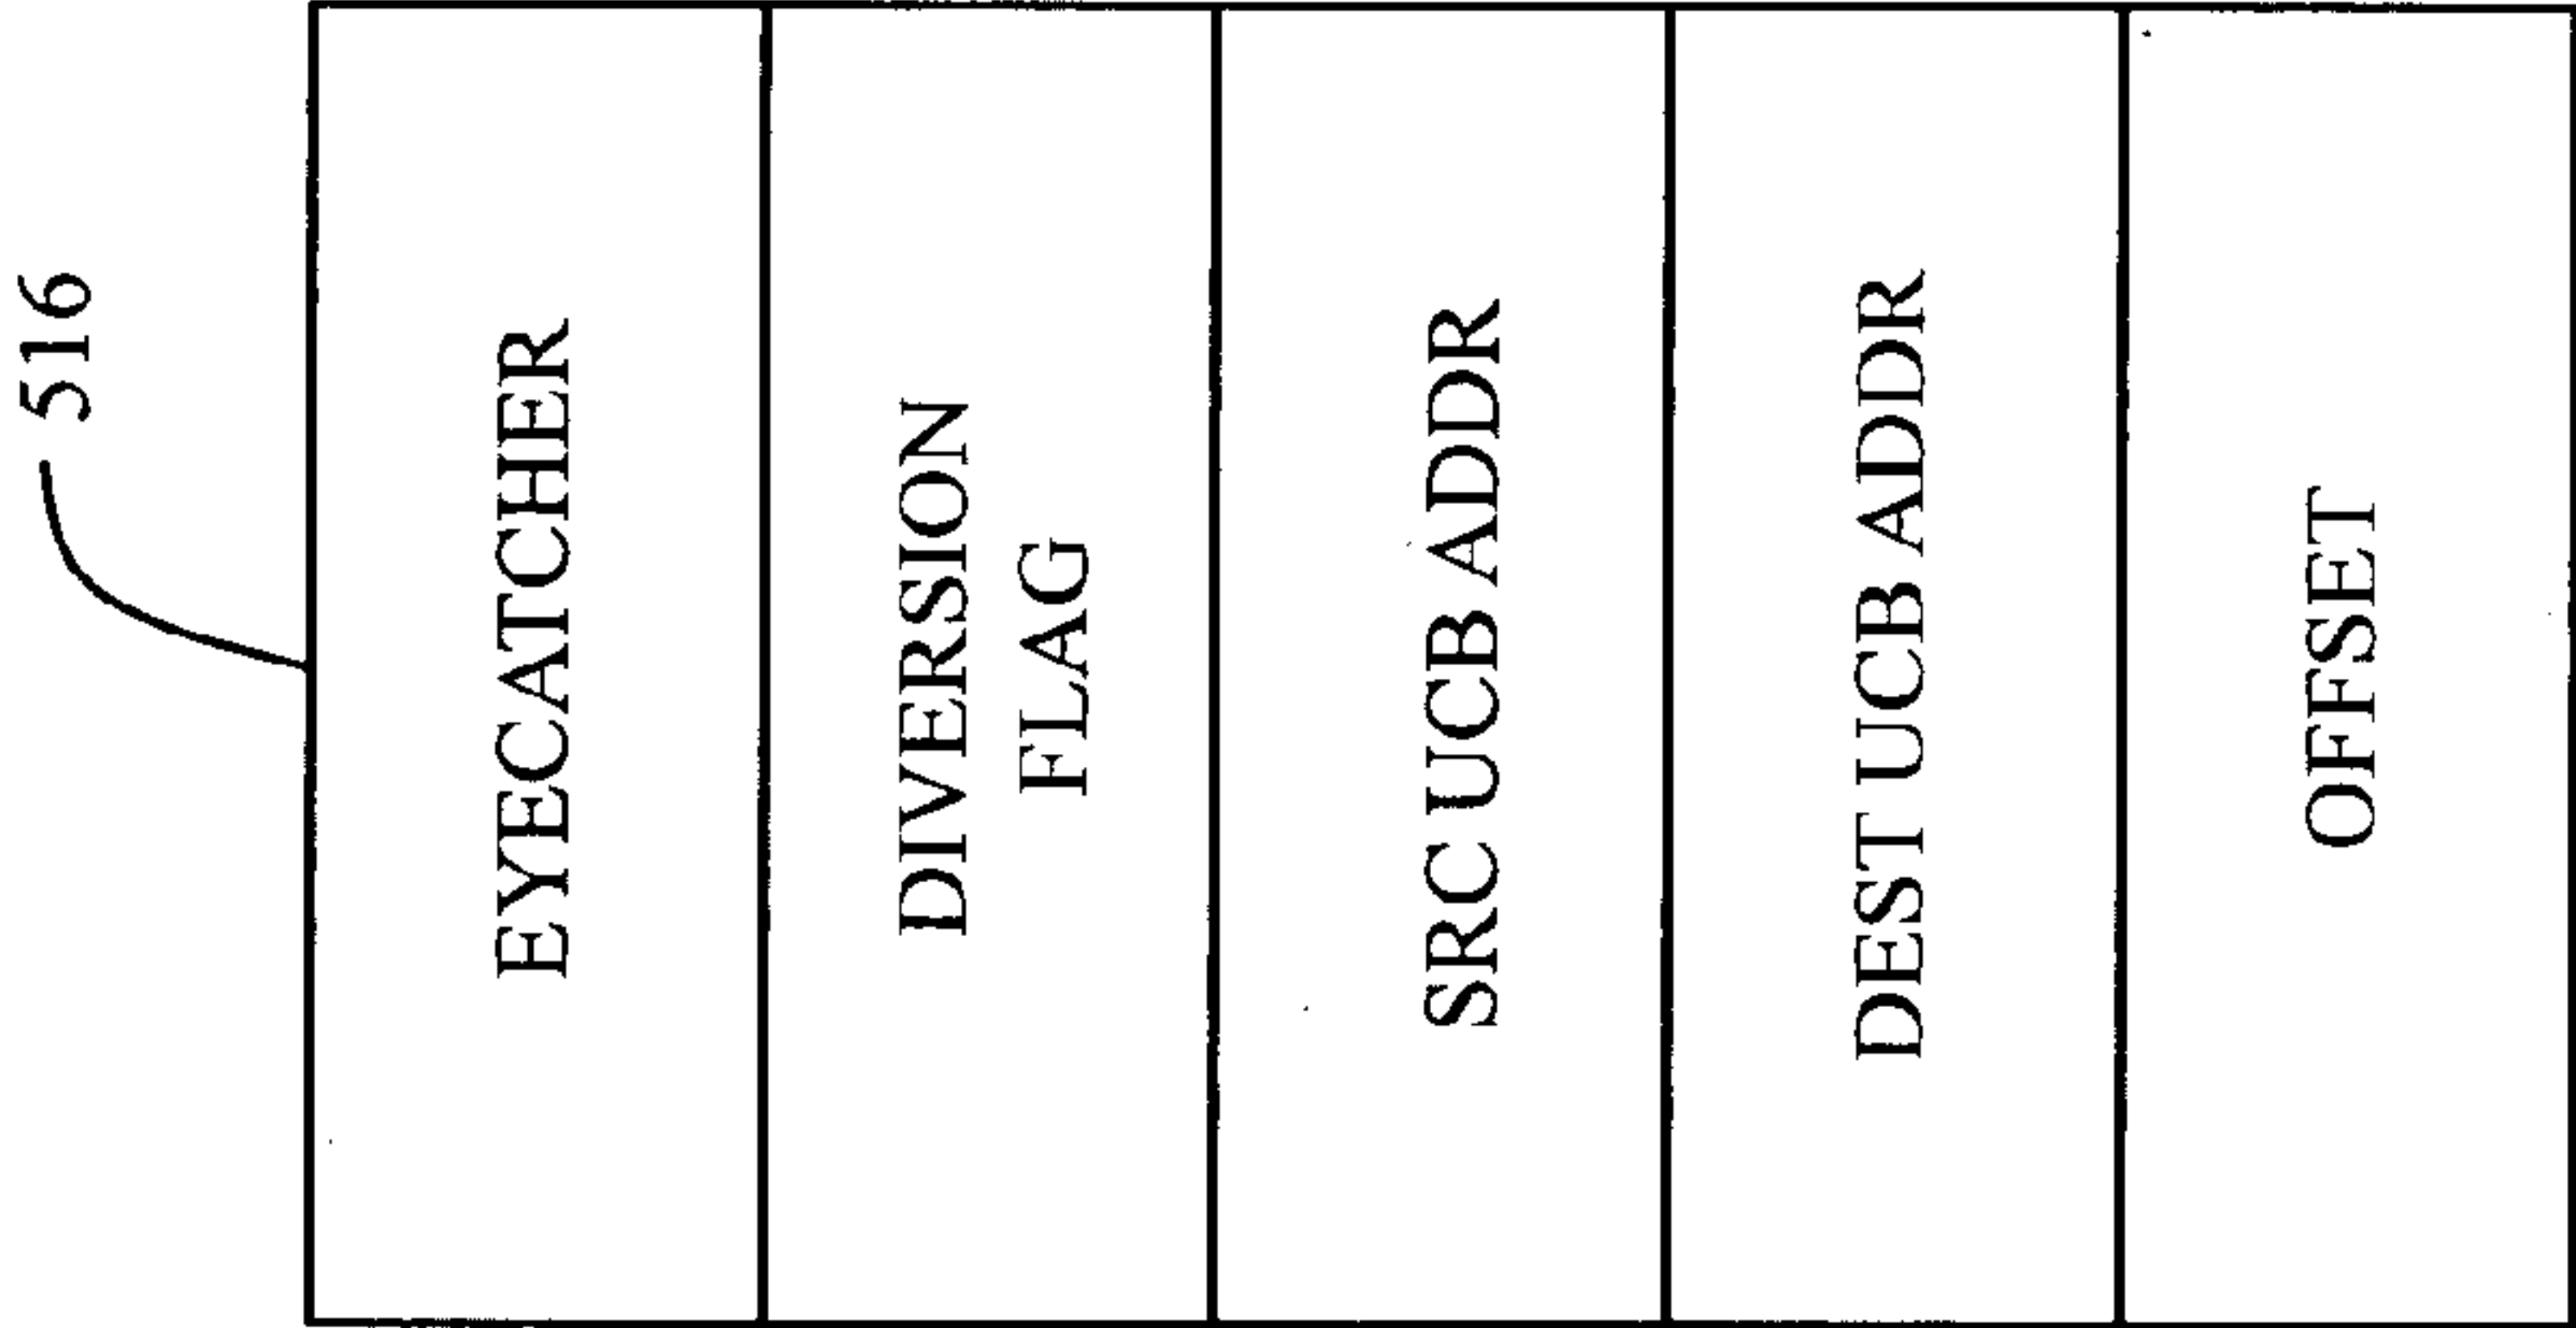 516
EYECATCHER
DIVERSION
FLAG
SRC UCB ADDR
DEST UCB ADDR
OFFSET